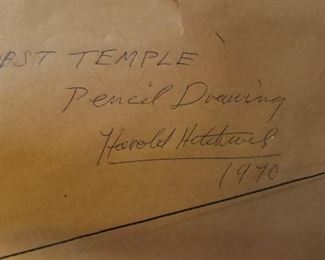 EST TEMPLE
Pencil Drawing
Harold Hitchcock
1970